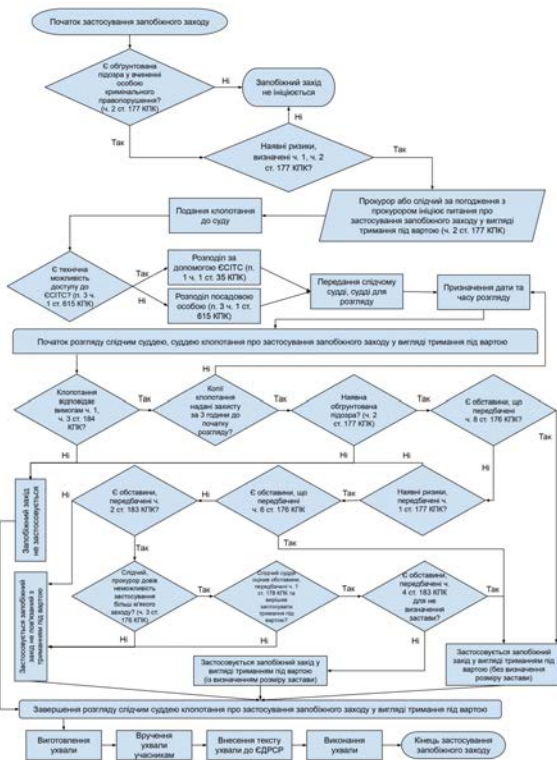 Початок застосування запобіжного заходу
Є обґрунтована
підозра у вчиненні
особою
кримінального
правопорушення?
(ч. 2 ст. 177 КПК)
Ні
Запобіжний захід
не ініціюється
Так
Ні
Наявні ризики,
визначені ч. 1, ч. 2
ст. 177 КПК?
Так
Прокурор або слідчий за погодження з
прокурором ініціює питання про
застосування запобіжного заходу у вигляді
тримання під вартою (ч. 2 ст. 177 КПК)
Подання клопотання
до суду
Є технічна
можливість
доступу до
ЄСІТС? (п. 3 ч.
1 ст. 615 КПК)
Так
Ні
Розподіл за
допомогою ЄСІТС (п.
1 ч. 1 ст. 35 КПК)
Розподіл посадовою
особою (п. 3 ч. 1 ст.
615 КПК)
Передання слідчому
судді, судді для
розгляду
Призначення дати та
часу розгляду
Початок розгляду слідчим суддею, суддею клопотання про застосування запобіжного заходу у вигляді тримання під вартою
Клопотання
відповідає
вимогам ч. 1,
ч. 3 ст. 184
КПК?
Так
Ні
Копії
клопотання
надані захисту
за 3 години до
початку
розгляду?
Так
Ні
Наявна
обґрунтована
підозра? (ч. 2
ст. 177 КПК)
Так
Ні
Є обставини, що
передбачені
ч. 8 ст. 176 КПК?
Так
Ні
Запобіжний захід
не застосовується
Ні
Є обставини,
передбачені ч.
2 ст. 183 КПК?
Так
Ні
Є обставини, що
передбачені
ч. 6 ст. 176 КПК
Так
Так
Ні
Наявні ризики,
передбачені ч.
1 ст. 177 КПК?
Застосовується запобіжний
захід не пов'язаний з
триманням під вартою
Слідчий,
прокурор довів
неможливість
застосування
більш м'якого
заходу? (ч. 3 ст.
176 КПК)
Так
Ні
Слідчий суддя
оцінив обставини,
передбачені ч. 1
ст. 178 КПК та
вирішив
застосувати
тримання під
вартою?
Так
Ні
Є обставини,
передбачені ч.
4 ст. 183 КПК
для не
визначення
застави?
Так
Ні
Застосовується запобіжний захід у
вигляді тримання під вартою
(із визначенням розміру застави)
Застосовується запобіжний
захід у вигляді тримання під
вартою (без визначення
розміру застави)
Завершення розгляду слідчим суддею клопотання про застосування запобіжного заходу у вигляді тримання під вартою
Виготовлення
ухвали
Вручення
ухвали
учасникам
Внесення тексту
ухвали до ЄДРСР
Виконання
ухвали
Кінець застосування
запобіжного заходу